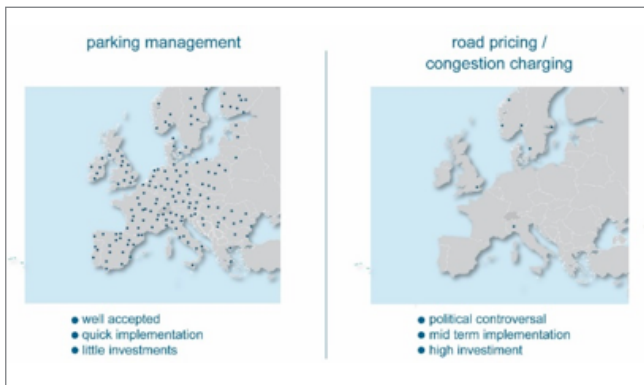 parking management
road pricing /
congestion charging
well accepted
quick implementation
little investments
political controversal
mid term implementation
high investiment